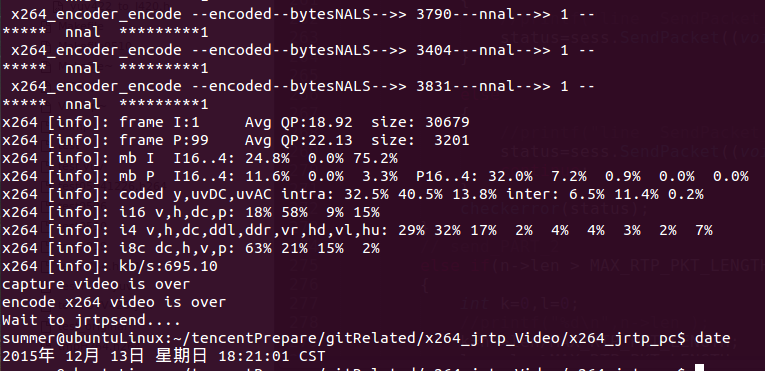 x264_encoder_encode --encoded--bytesNALS-->> 3790---nnal-->> 1 --
*****  nnal  *********1
x264_encoder_encode --encoded--bytesNALS-->> 3404---nnal-->> 1 --
*****  nnal  *********1
x264_encoder_encode --encoded--bytesNALS-->> 3831---nnal-->> 1 --
*****  nnal  *********1
x264 [info]: frame I:1     Avg QP:18.92  size: 30679
x264 [info]: frame P:99    Avg QP:22.13  size:  3201
x264 [info]: mb I  I16..4: 24.8%  0.0% 75.2%
x264 [info]: mb P  I16..4: 11.6%  0.0%  3.3%  P16..4: 32.0%  7.2%  0.9%  0.0%  0.0%
x264 [info]: coded y,uvDC,uvAC intra: 32.5% 40.5% 13.8% inter: 6.5% 11.4% 0.2%
x264 [info]: i16 v,h,dc,p: 18% 58%  9% 15%
x264 [info]: i4 v,h,dc,ddl,ddr,vr,hd,vl,hu: 29% 32% 17%  2%  4%  4%  3%  2%  7%
x264 [info]: i8c dc,h,v,p: 63% 21% 15%  2%
x264 [info]: kb/s:695.10
capture video is over
encode x264 video is over
Wait to jrtpsend....
summer@ubuntuLinux:~/tencentPrepare/gitRelated/x264_jrtp_Video/x264_jrtp_pc$ date
2015年 12月 13日 星期日 18:21:01 CST